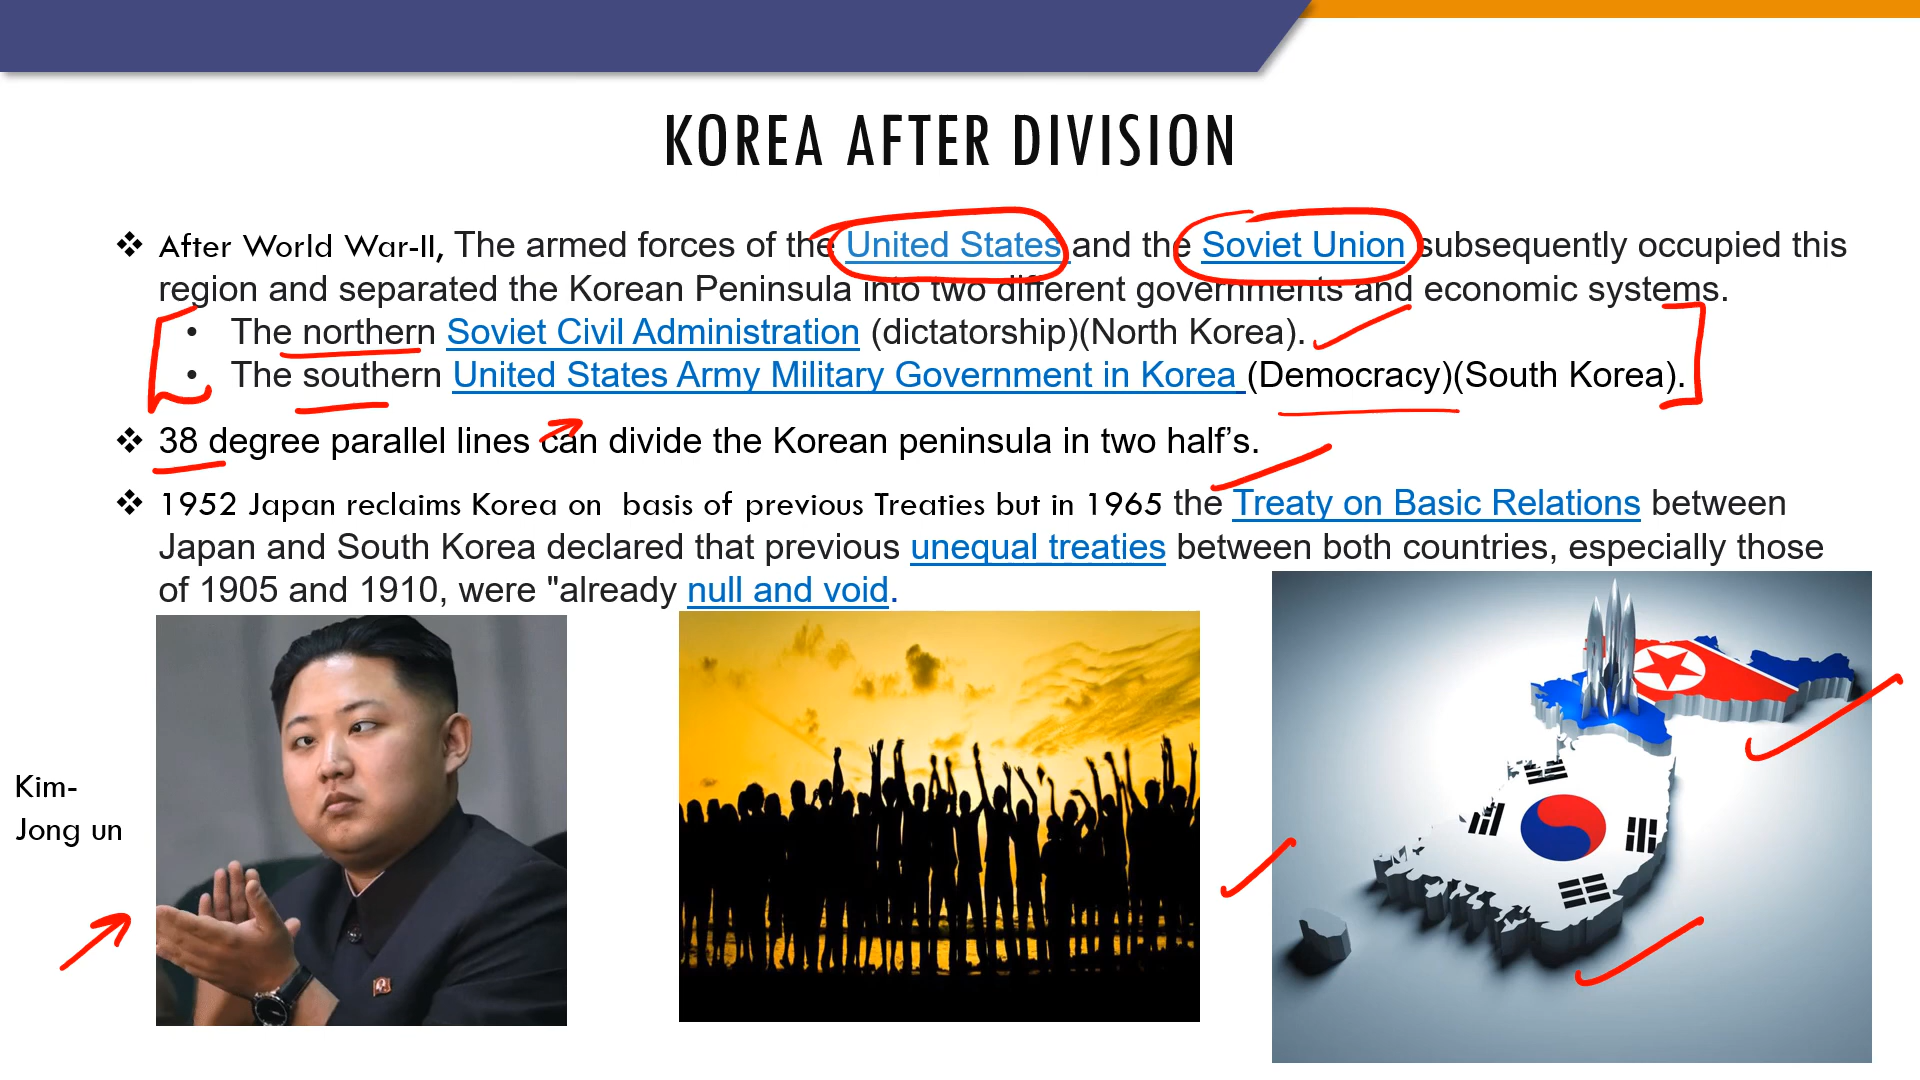 KOREA AFTER DIVISION
❖ After World War-II, The armed forces of the United States and the Soviet Union subsequently occupied this
region and separated the Korean Peninsula into two different governments and economic systems.
• The northern Soviet Civil Administration (dictatorship)(North Korea).
• The southern United States Army Military Government in Korea (Democracy)(South Korea).
❖ 38 degree parallel lines can divide the Korean peninsula in two half’s.
❖ 1952 Japan reclaims Korea on basis of previous Treaties but in 1965 the Treaty on Basic Relations between
Japan and South Korea declared that previous unequal treaties between both countries, especially those
of 1905 and 1910, were "already null and void.
Kim-
Jong un